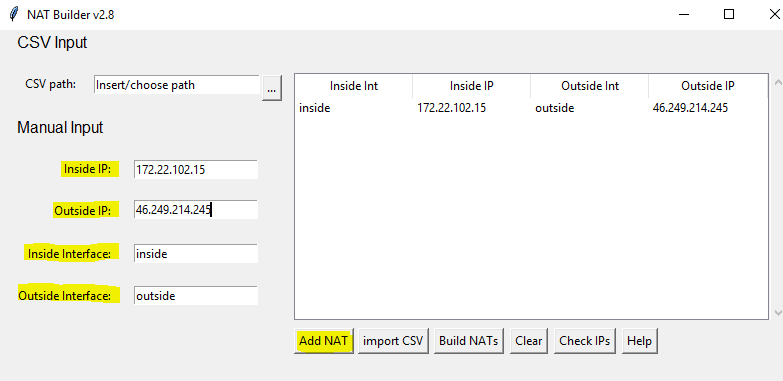 NAT Builder v2.8
CSV Input
CSV path: Insert/choose path ...
Manual Input
Inside IP: 172.22.102.15
Outside IP: 46.249.214.245
Inside Interface: inside
Outside Interface: outside
Inside Int Inside IP Outside Int Outside IP
inside 172.22.102.15 outside 46.249.214.245
Add NAT import CSV Build NATs Clear Check IPs Help